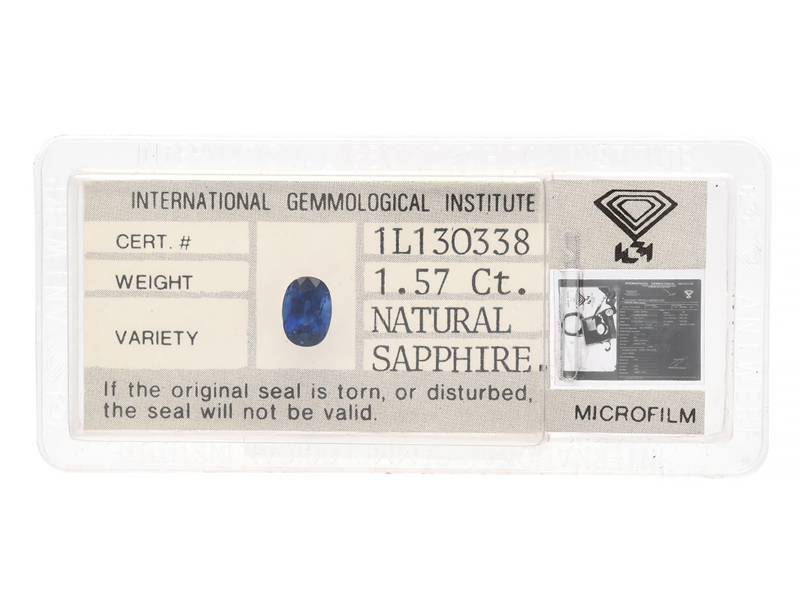 INTERNATIONAL GEMMOLOGICAL INSTITUTE
CERT. # 1L130338
WEIGHT 1.57 Ct.
VARIETY NATURAL
SAPPHIRE.
If the original seal is torn, or disturbed,
the seal will not be valid.
MICROFILM